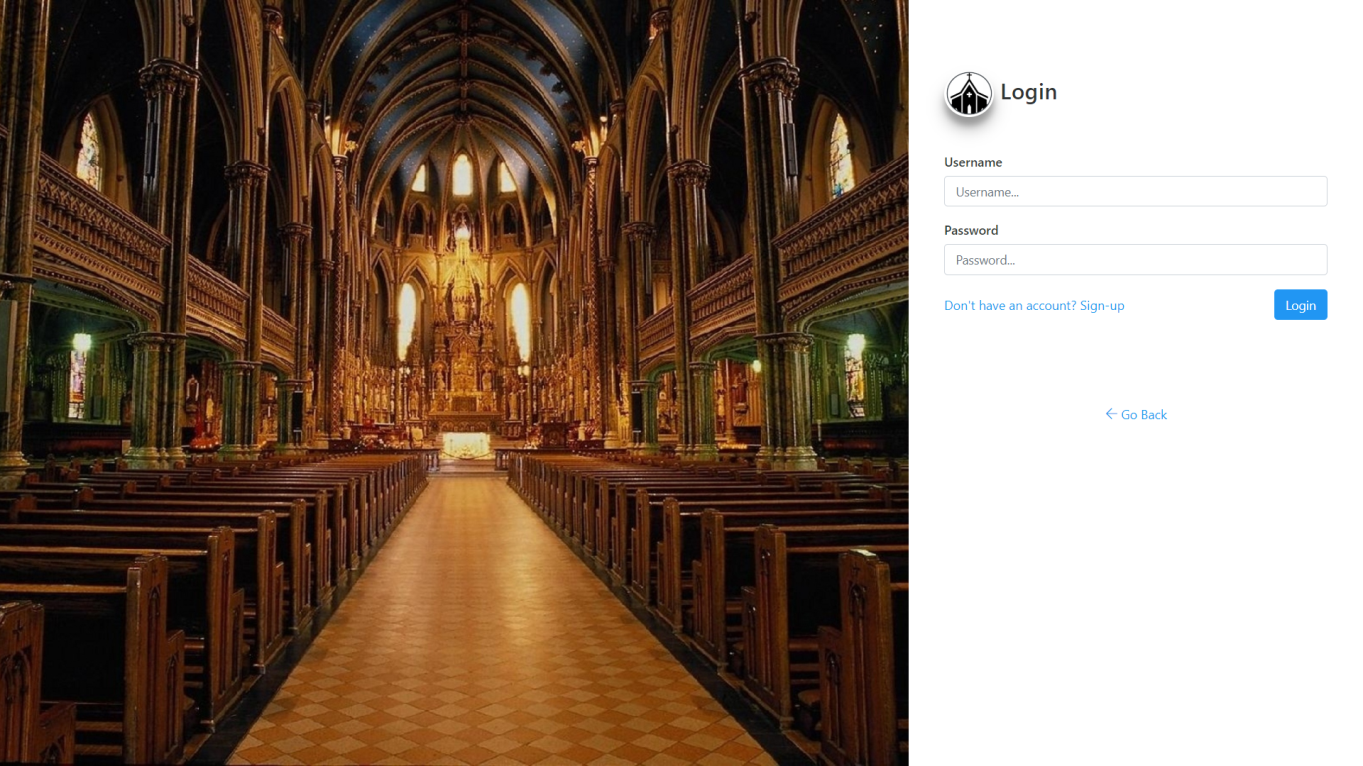 Login
Username
Username...
Password
Password...
Don't have an account? Sign-up
Login
← Go Back